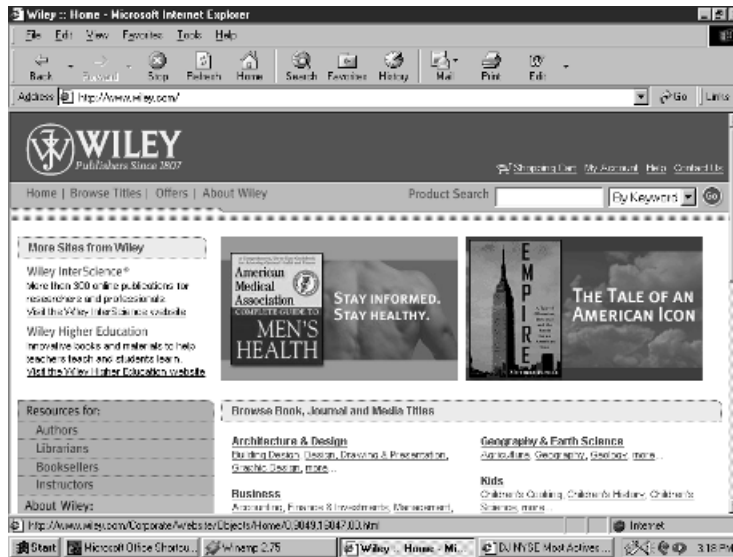 Wiley :: Home - Microsoft Internet Explorer
File Edit View Favorites Tools Help
Back Forward Stop Refresh Home Search Favorites History Mail Print Edit
Address http://www.wiley.com/ Go Links
WILEY
Publishers Since 1807
Shopping Cart My Account Help Contact Us
Home | Browse Titles | Offers | About Wiley Product Search By Keyword Go
More Sites from Wiley
Wiley InterScience®
More than 300 online publications for
researchers and professionals.
Visit the Wiley InterScience website
Wiley Higher Education
Innovative books and materials to help
teachers teach and students learn.
Visit the Wiley Higher Education website
American
Medical
Association
COMPLETE GUIDE TO
MEN'S
HEALTH
STAY INFORMED.
STAY HEALTHY.
EMPIRE
THE TALE OF AN
AMERICAN ICON
Resources for:
Authors
Librarians
Booksellers
Instructors
About Wiley:
Browse Book, Journal and Media Titles
Architecture & Design
Building Design, Design, Drawing & Presentation,
Graphic Design, more...
Business
Accounting, Finance & Investments, Management,
Geography & Earth Science
Agriculture, Geography, Geology, more...
Kids
Children's Cooking, Children's History, Children's
Science, more...
http://www.wiley.com/Corporate/Website/Objects/Home/0,9049,19047,00.html Internet
Start Microsoft Office Shortcu... Winamp 2.75 Wiley :: Home - Mi... DJ NYSE Most Actives ... 3:18 PM